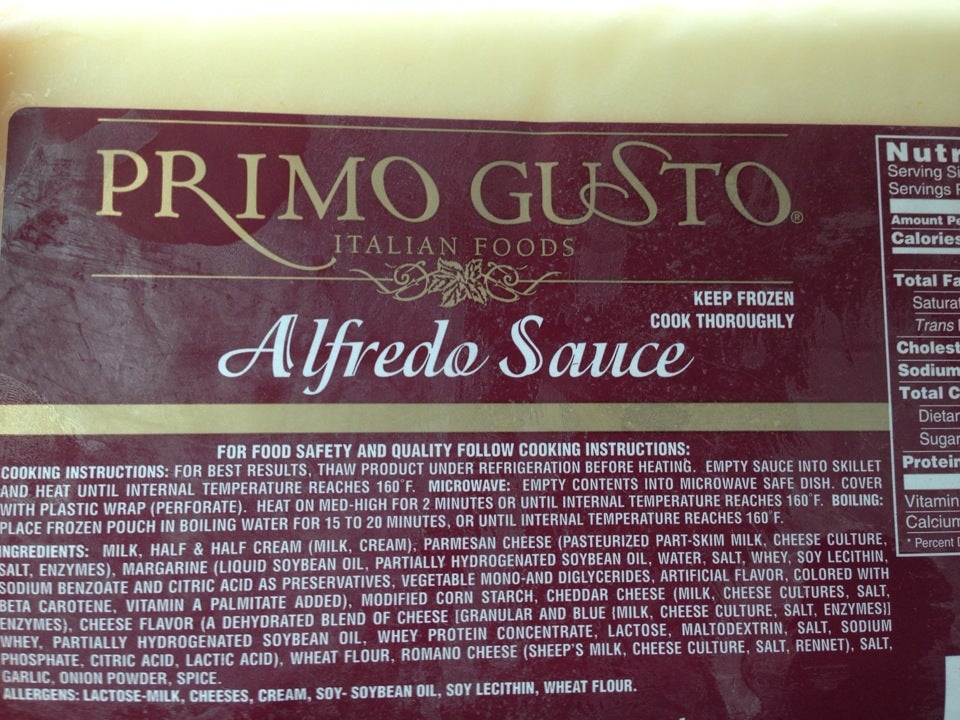 PRIMO GUSTO®
ITALIAN FOODS
KEEP FROZEN
COOK THOROUGHLY
Alfredo Sauce
FOR FOOD SAFETY AND QUALITY FOLLOW COOKING INSTRUCTIONS:
COOKING INSTRUCTIONS: FOR BEST RESULTS, THAW PRODUCT UNDER REFRIGERATION BEFORE HEATING. EMPTY SAUCE INTO SKILLET
AND HEAT UNTIL INTERNAL TEMPERATURE REACHES 160°F. MICROWAVE: EMPTY CONTENTS INTO MICROWAVE SAFE DISH. COVER
WITH PLASTIC WRAP (PERFORATE). HEAT ON MED-HIGH FOR 2 MINUTES OR UNTIL INTERNAL TEMPERATURE REACHES 160°F. BOILING:
PLACE FROZEN POUCH IN BOILING WATER FOR 15 TO 20 MINUTES, OR UNTIL INTERNAL TEMPERATURE REACHES 160°F.
INGREDIENTS: MILK, HALF & HALF CREAM (MILK, CREAM), PARMESAN CHEESE (PASTEURIZED PART-SKIM MILK, CHEESE CULTURE,
SALT, ENZYMES), MARGARINE (LIQUID SOYBEAN OIL, PARTIALLY HYDROGENATED SOYBEAN OIL, WATER, SALT, WHEY, SOY LECITHIN,
SODIUM BENZOATE AND CITRIC ACID AS PRESERVATIVES, VEGETABLE MONO-AND DIGLYCERIDES, ARTIFICIAL FLAVOR, COLORED WITH
BETA CAROTENE, VITAMIN A PALMITATE ADDED), MODIFIED CORN STARCH, CHEDDAR CHEESE (MILK, CHEESE CULTURES, SALT,
ENZYMES), CHEESE FLAVOR (A DEHYDRATED BLEND OF CHEESE [GRANULAR AND BLUE {MILK, CHEESE CULTURE, SALT, ENZYMES}]
WHEY, PARTIALLY HYDROGENATED SOYBEAN OIL, WHEY PROTEIN CONCENTRATE, LACTOSE, MALTODEXTRIN, SALT, SODIUM
PHOSPHATE, CITRIC ACID, LACTIC ACID), WHEAT FLOUR, ROMANO CHEESE (SHEEP'S MILK, CHEESE CULTURE, SALT, RENNET), SALT,
GARLIC, ONION POWDER, SPICE.
ALLERGENS: LACTOSE-MILK, CHEESES, CREAM, SOY- SOYBEAN OIL, SOY LECITHIN, WHEAT FLOUR.
Nutr
Serving Si
Servings P
Amount Pe
Calories
Total Fa
Saturat
Trans
Cholest
Sodium
Total C
Dietar
Sugar
Protein
Vitamin
Calcium
* Percent D